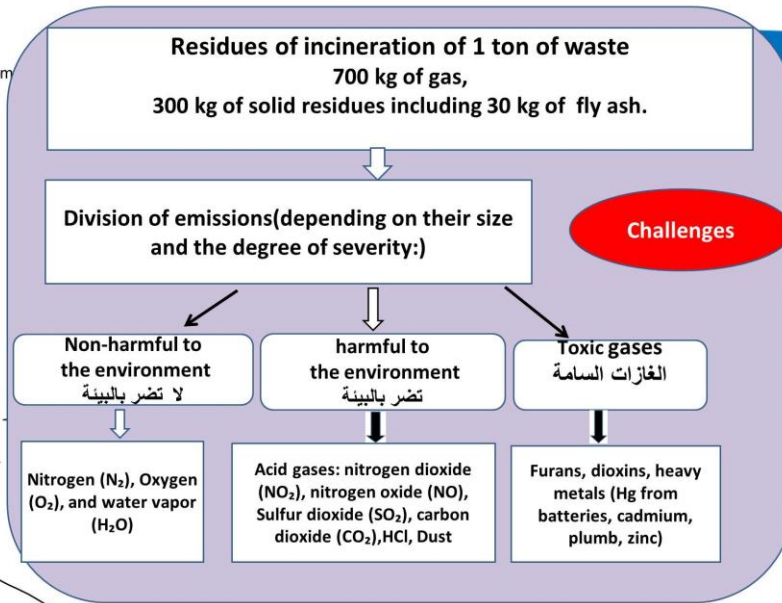 m
Residues of incineration of 1 ton of waste
700 kg of gas,
300 kg of solid residues including 30 kg of fly ash.
Division of emissions(depending on their size
and the degree of severity:)
Challenges
Non-harmful to
the environment
لا تضر بالبيئة
harmful to
the environment
تضر بالبيئة
Toxic gases
الغازات السامة
Nitrogen (N₂), Oxygen
(O₂), and water vapor
(H₂O)
Acid gases: nitrogen dioxide
(NO₂), nitrogen oxide (NO),
Sulfur dioxide (SO₂), carbon
dioxide (CO₂),HCl, Dust
Furans, dioxins, heavy
metals (Hg from
batteries, cadmium,
plumb, zinc)